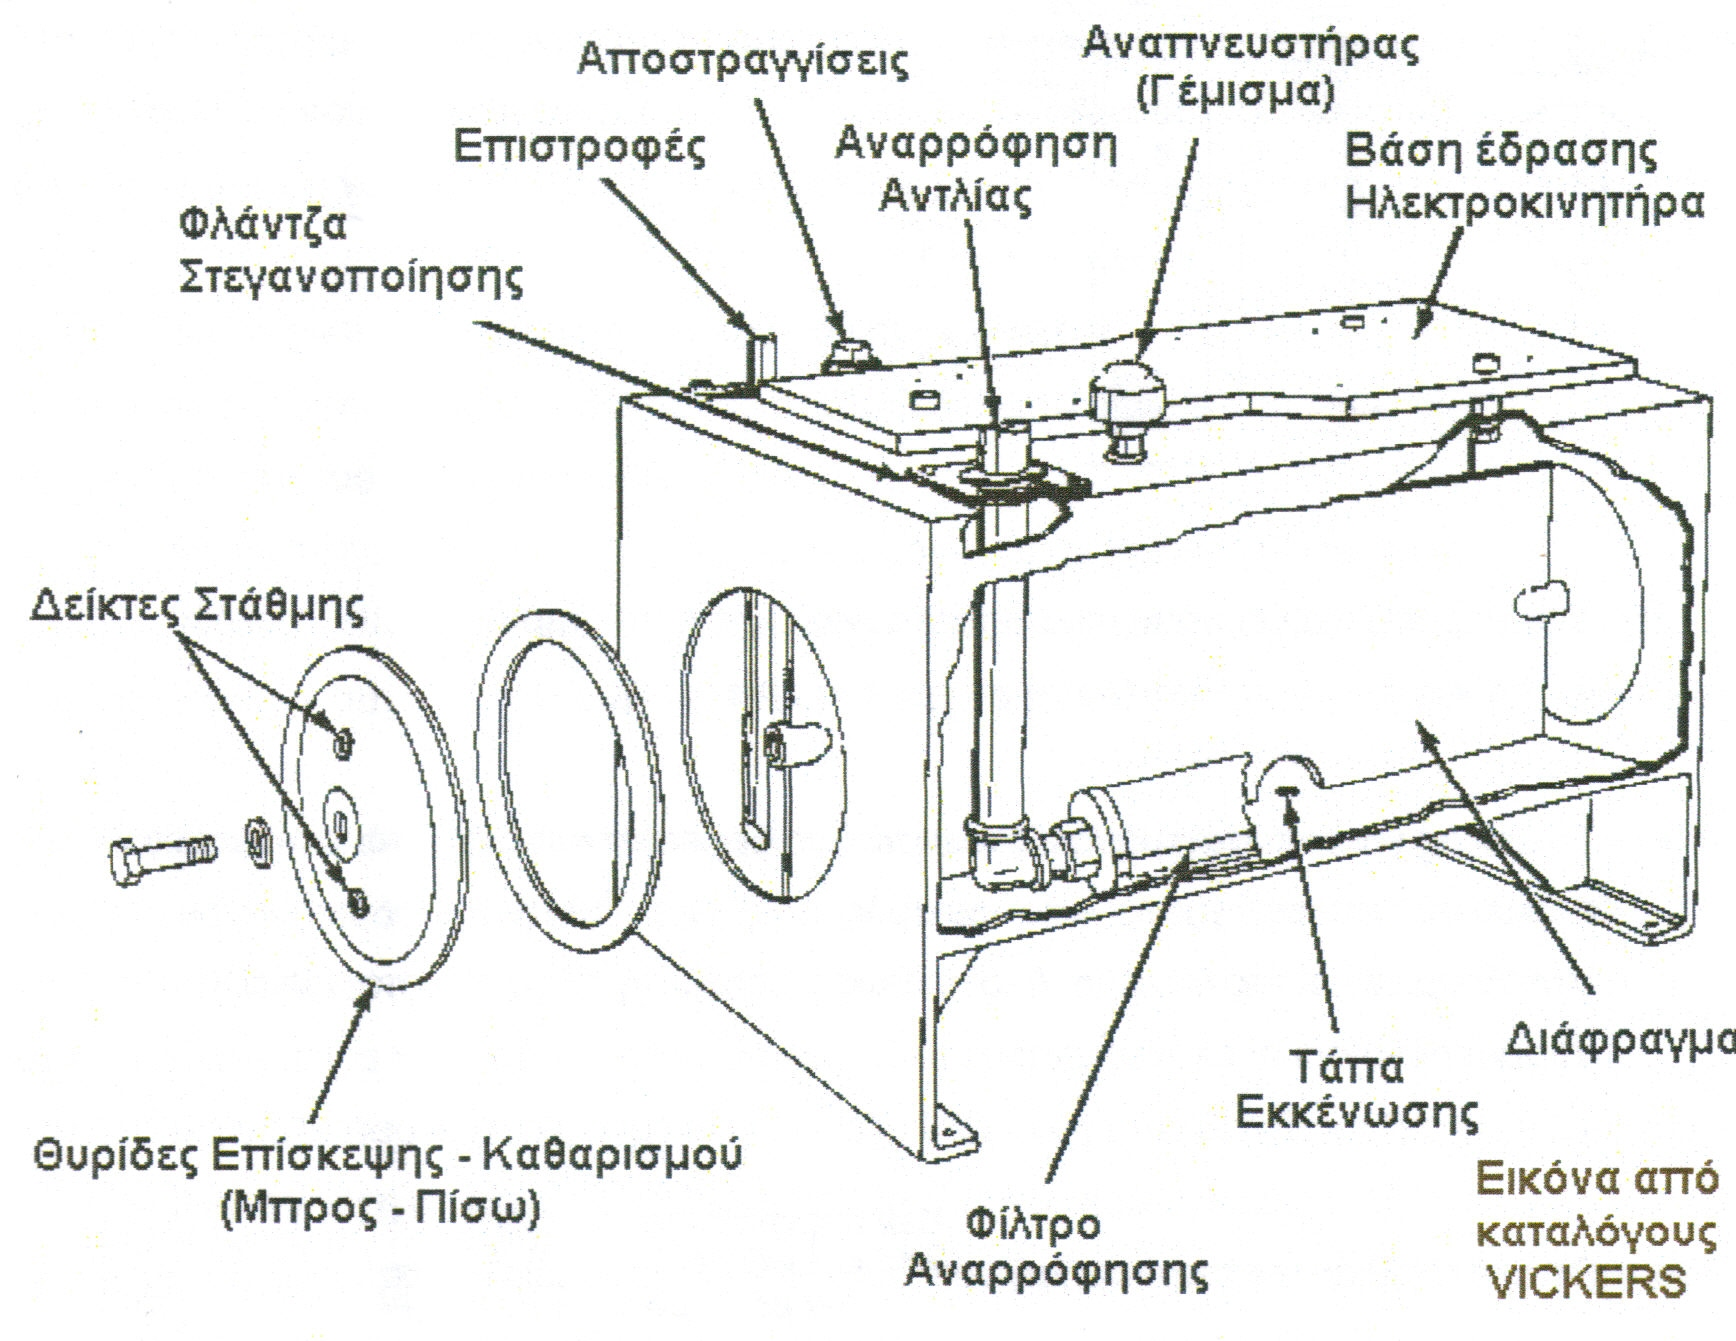 Αποστραγγίσεις
Αναπνευστήρας
(Γέμισμα)
Επιστροφές
Αναρρόφηση
Αντλίας
Βάση έδρασης
Ηλεκτροκινητήρα
Φλάντζα
Στεγανοποίησης
Δείκτες Στάθμης
Διάφραγμα
Τάππα
Εκκένωσης
Θυρίδες Επίσκεψης - Καθαρισμού
(Μπρος - Πίσω)
Φίλτρο
Αναρρόφησης
Εικόνα από
καταλόγους
VICKERS